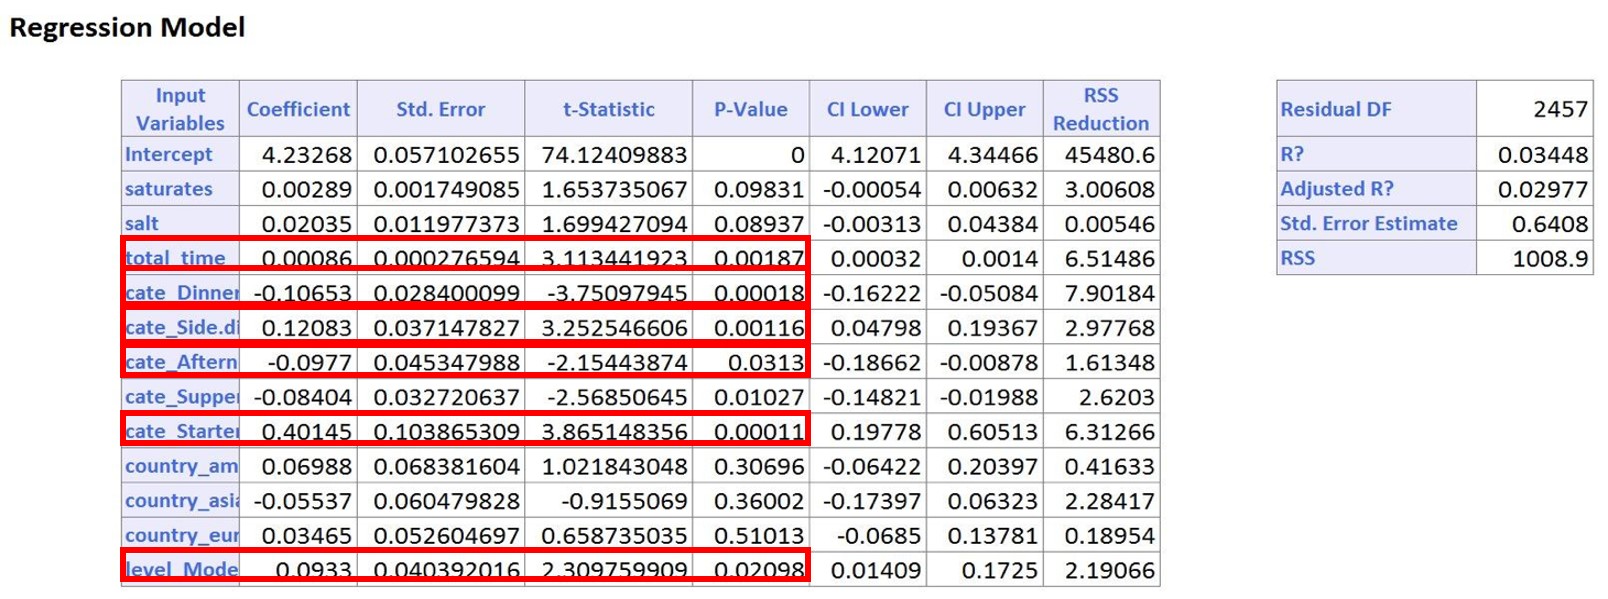 Regression Model
Input Variables Coefficient Std. Error t-Statistic P-Value CI Lower CI Upper RSS Reduction
Intercept 4.23268 0.057102655 74.12409883 0 4.12071 4.34466 45480.6
saturates 0.00289 0.001749085 1.653735067 0.09831 -0.00054 0.00632 3.00608
salt 0.02035 0.011977373 1.699427094 0.08937 -0.00313 0.04384 0.00546
total_time 0.00086 0.000276594 3.113441923 0.00187 0.00032 0.0014 6.51486
cate_Dinner -0.10653 0.028400099 -3.75097945 0.00018 -0.16222 -0.05084 7.90184
cate_Side.di 0.12083 0.037147827 3.252546606 0.00116 0.04798 0.19367 2.97768
cate_Aftern -0.0977 0.045347988 -2.15443874 0.0313 -0.18662 -0.00878 1.61348
cate_Supper -0.08404 0.032720637 -2.56850645 0.01027 -0.14821 -0.01988 2.6203
cate_Starter 0.40145 0.103865309 3.865148356 0.00011 0.19778 0.60513 6.31266
country_am 0.06988 0.068381604 1.021843048 0.30696 -0.06422 0.20397 0.41633
country_asia -0.05537 0.060479828 -0.9155069 0.36002 -0.17397 0.06323 2.28417
country_eur 0.03465 0.052604697 0.658735035 0.51013 -0.0685 0.13781 0.18954
level_Mode 0.0933 0.040392016 2.309759909 0.02098 0.01409 0.1725 2.19066
Residual DF 2457
R? 0.03448
Adjusted R? 0.02977
Std. Error Estimate 0.6408
RSS 1008.9